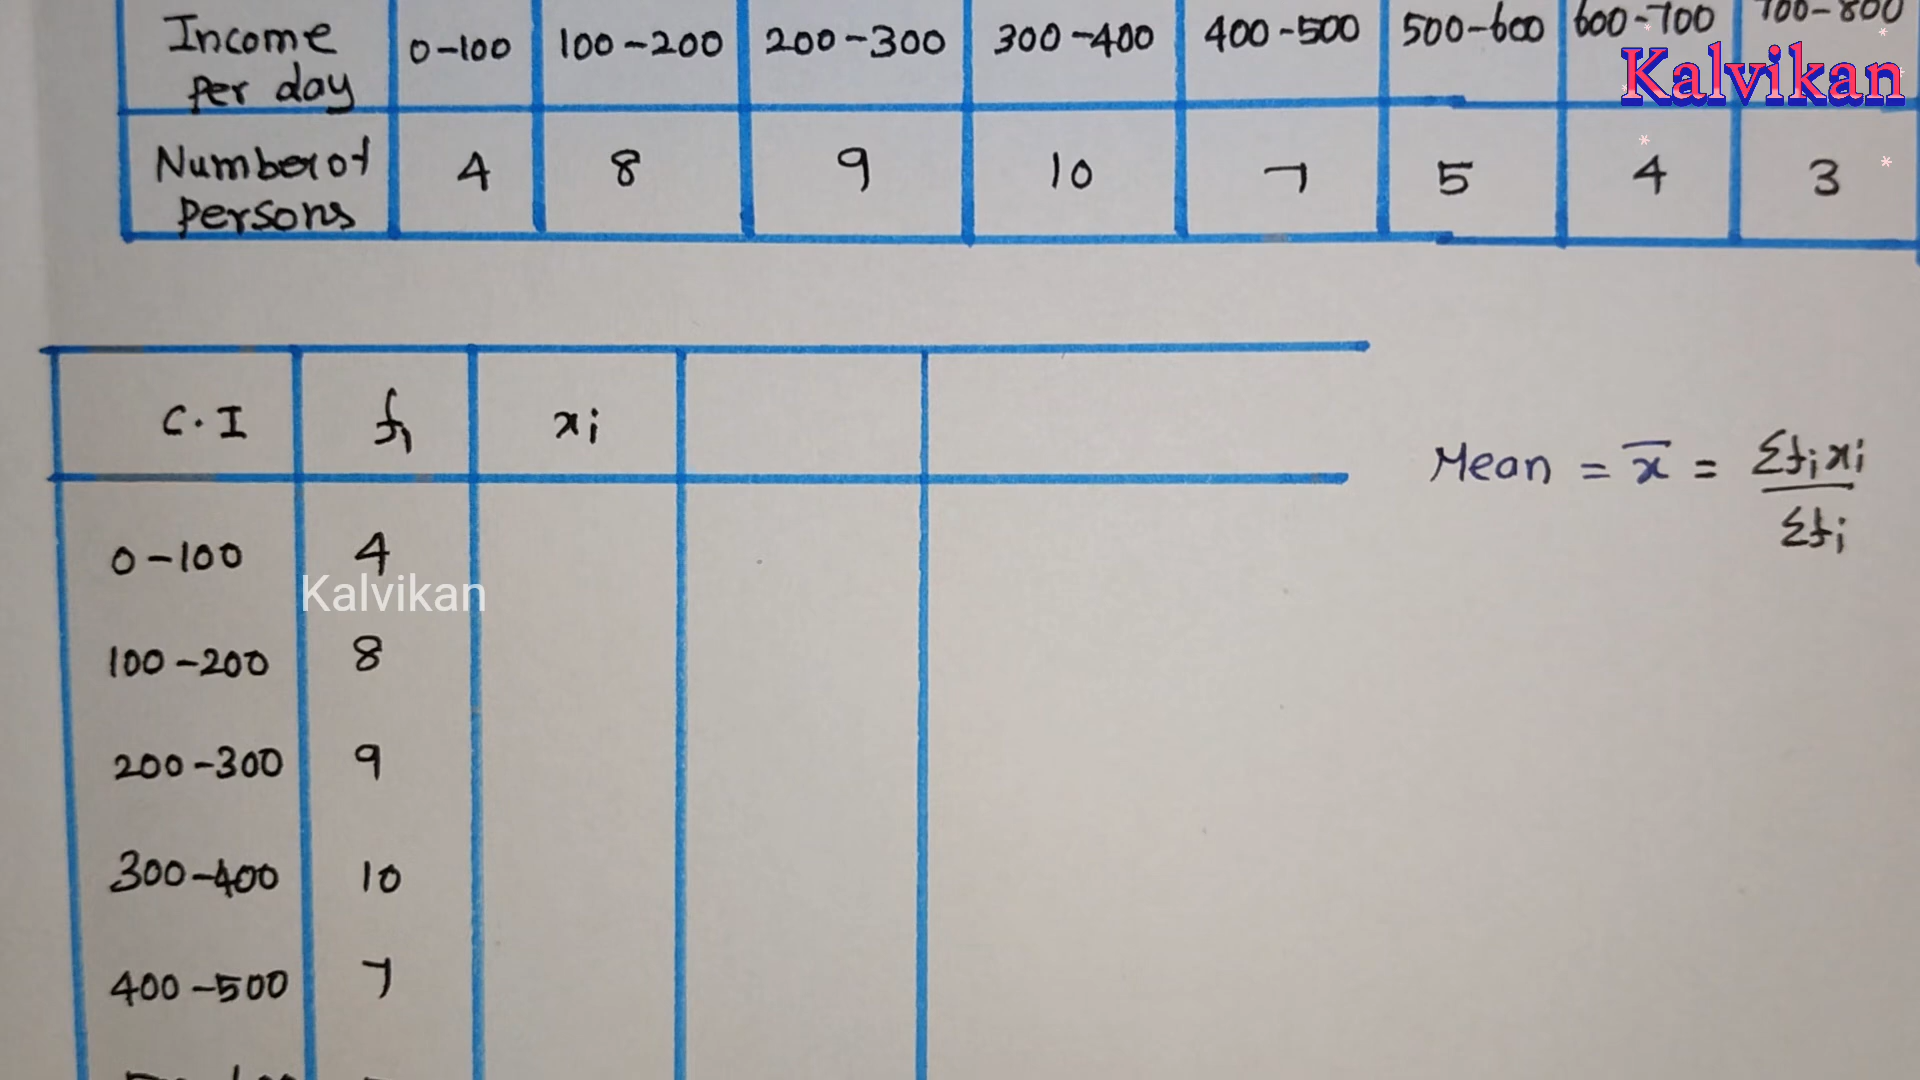 Income per day 0-100 100-200 200-300 300-400 400-500 500-600 600-700 700-800
Kalvikan
Number of persons 4 8 9 10 7 5 4 3
C.I fi xi
Mean = x̄ = Σfixi / Σfi
0-100 4
Kalvikan
100-200 8
200-300 9
300-400 10
400-500 7